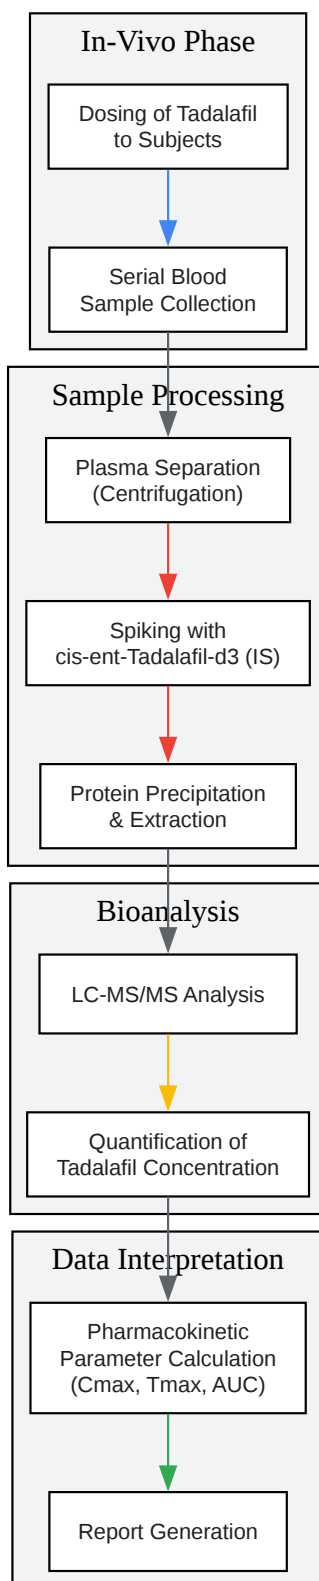 In-Vivo Phase
Dosing of Tadalafil
to Subjects
Serial Blood
Sample Collection
Sample Processing
Plasma Separation
(Centrifugation)
Spiking with
cis-ent-Tadalafil-d3 (IS)
Protein Precipitation
& Extraction
Bioanalysis
LC-MS/MS Analysis
Quantification of
Tadalafil Concentration
Data Interpretation
Pharmacokinetic
Parameter Calculation
(Cmax, Tmax, AUC)
Report Generation